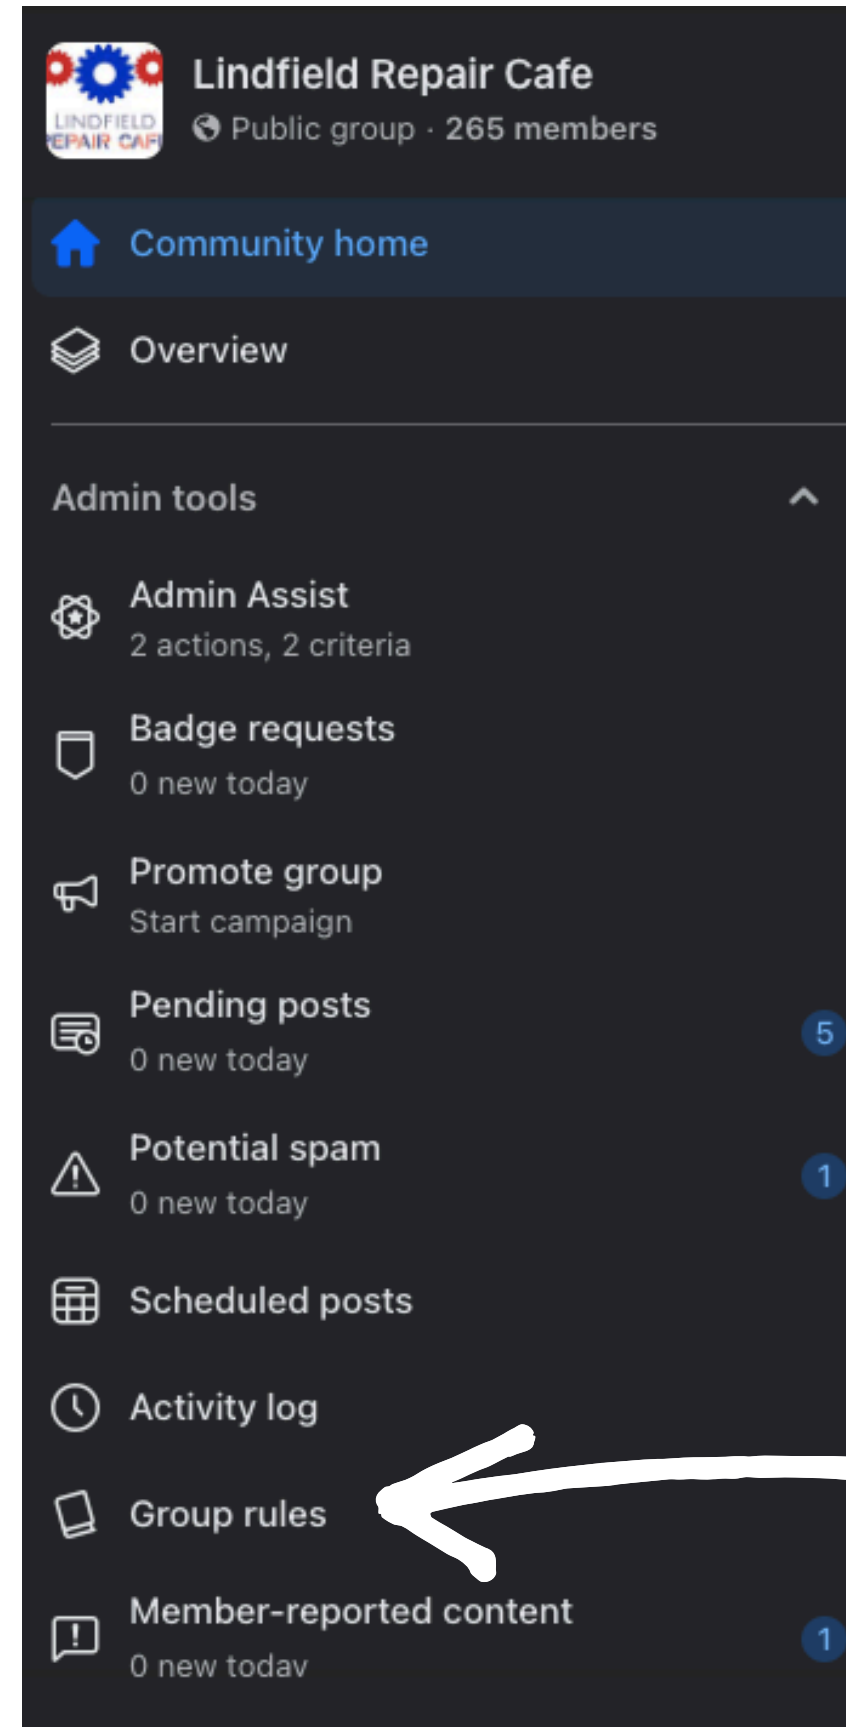 LINDFIELD
EPAIR CAF
Lindfield Repair Cafe
Public group · 265 members
Community home
Overview
Admin tools
Admin Assist
2 actions, 2 criteria
Badge requests
0 new today
Promote group
Start campaign
Pending posts
0 new today
5
Potential spam
0 new today
1
Scheduled posts
Activity log
Group rules
Member-reported content
0 new today
1